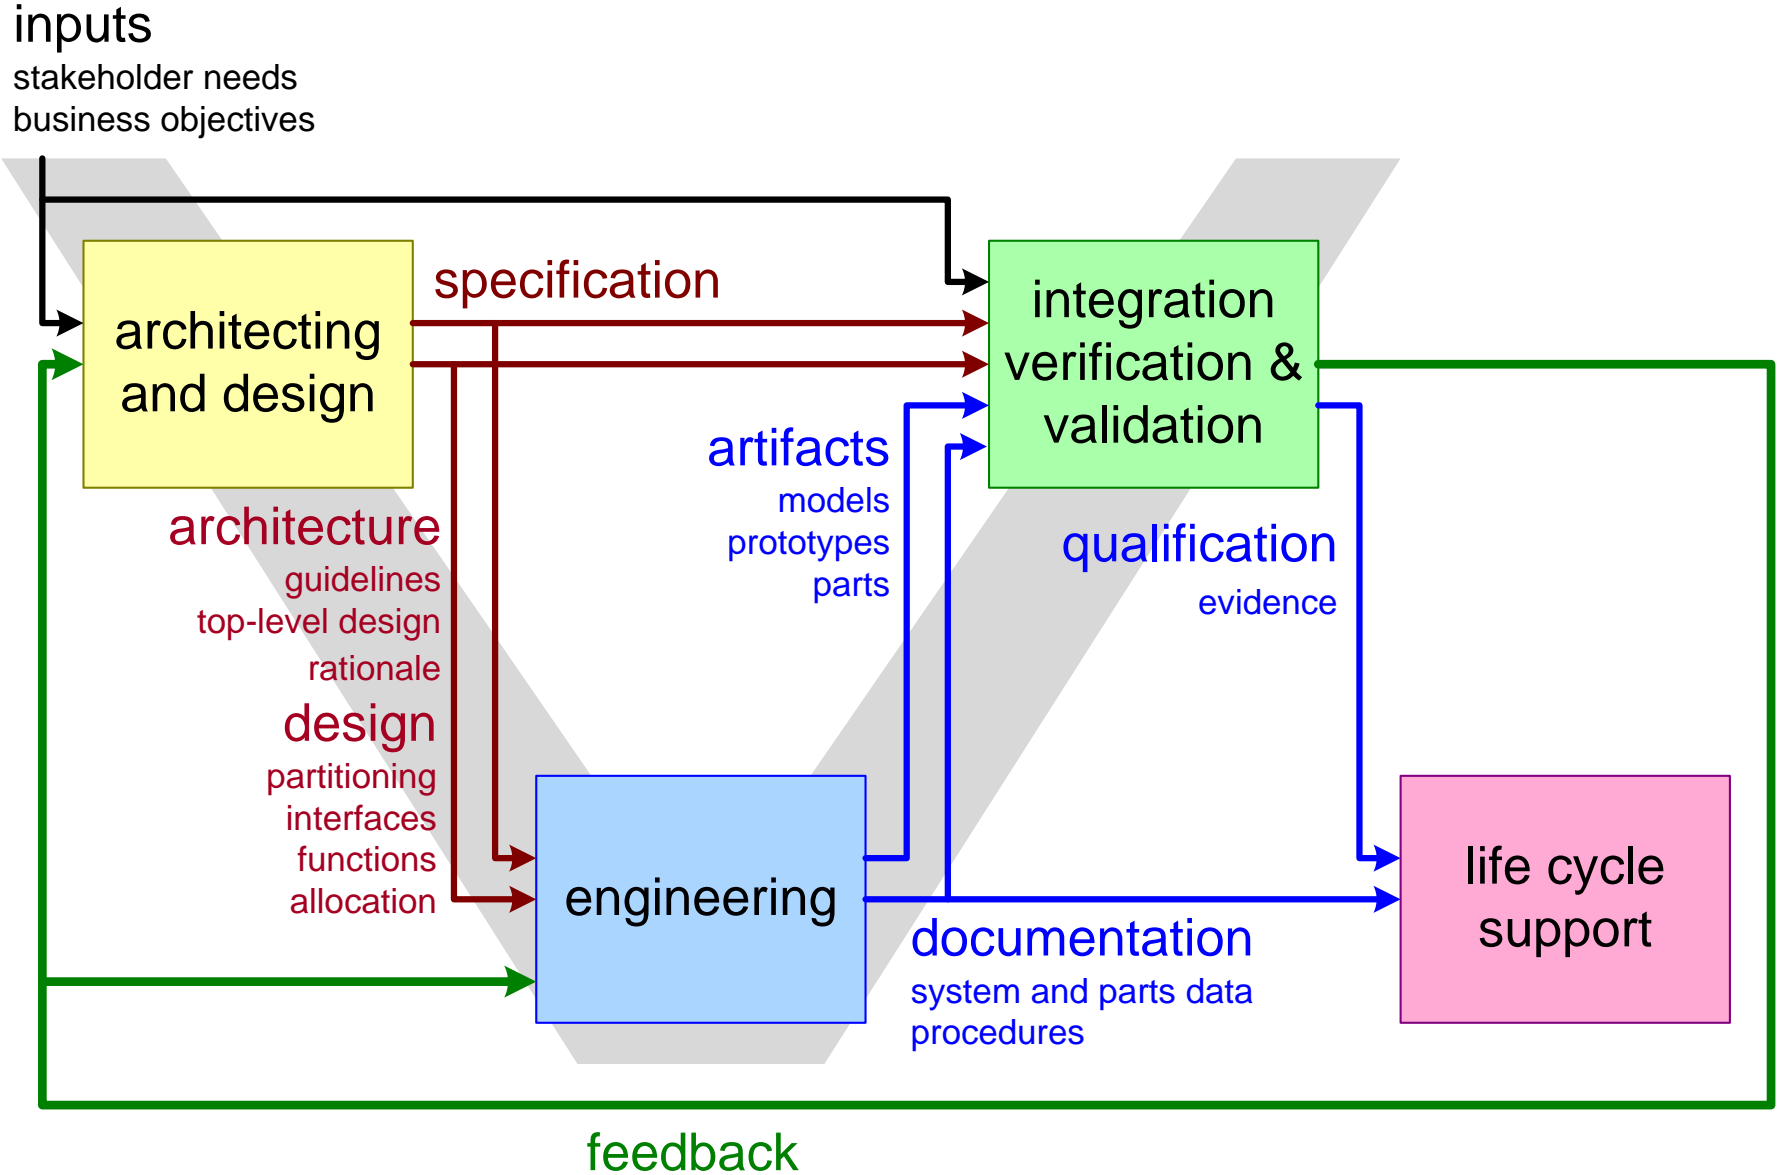 inputs
stakeholder needs
business objectives
architecting
and design
specification
integration
verification &
validation
architecture
guidelines
top-level design
rationale
design
partitioning
interfaces
functions
allocation
artifacts
models
prototypes
parts
qualification
evidence
engineering
documentation
system and parts data
procedures
life cycle
support
feedback